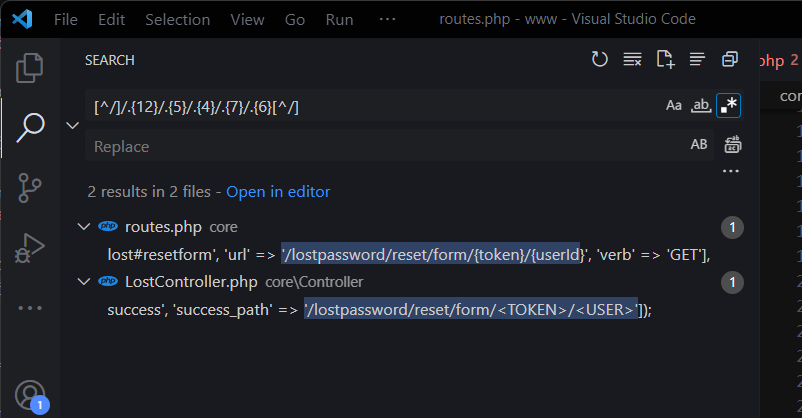 File Edit Selection View Go Run ··· routes.php - www - Visual Studio Code
SEARCH
php 2
[^/]/.{12}/.{5}/.{4}/.{7}/.{6}[^/]
Aa ab .*
cor
Replace
AB
2 results in 2 files - Open in editor
php routes.php core 1
lost#resetform', 'url' => '/lostpassword/reset/form/{token}/{userId}', 'verb' => 'GET'],
php LostController.php core\Controller 1
success', 'success_path' => '/lostpassword/reset/form/<TOKEN>/<USER>']);
1